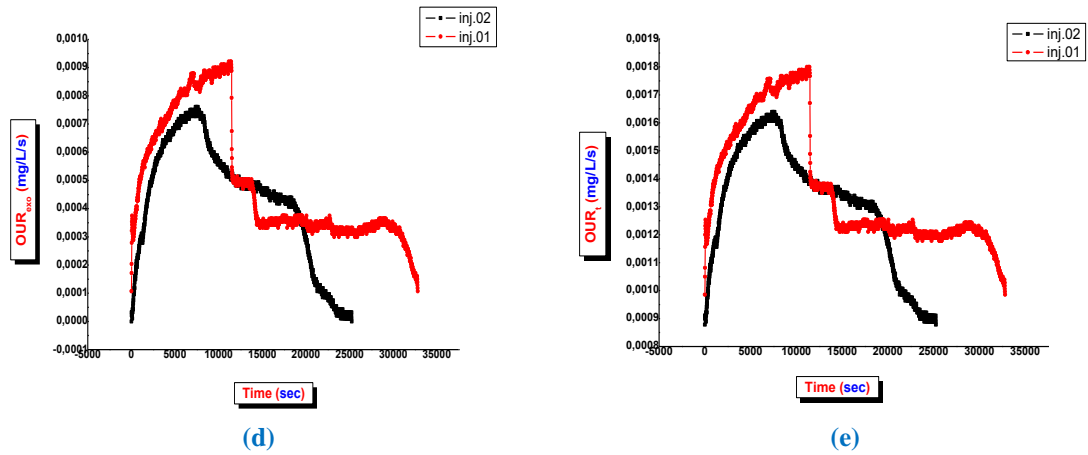 inj.02
inj.01
0,0010
0,0009
0,0008
0,0007
0,0006
0,0005
0,0004
0,0003
0,0002
0,0001
0,0000
-0,0001
OURexo (mg/L/s)
-5000 0 5000 10000 15000 20000 25000 30000 35000
Time (sec)
(d)
inj.02
inj.01
0,0019
0,0018
0,0017
0,0016
0,0015
0,0014
0,0013
0,0012
0,0011
0,0010
0,0009
0,0008
OURt (mg/L/s)
-5000 0 5000 10000 15000 20000 25000 30000 35000
Time (sec)
(e)